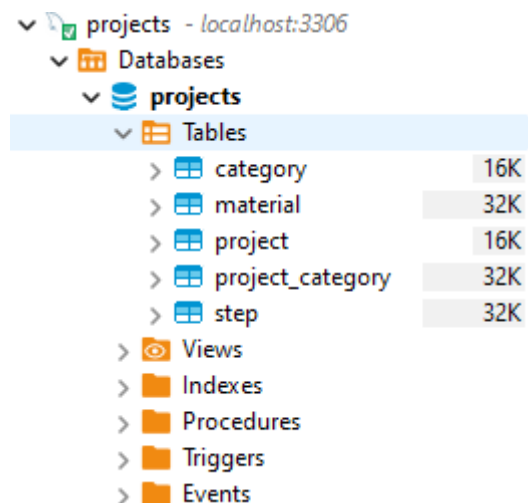 projects - localhost:3306
Databases
projects
Tables
category 16K
material 32K
project 16K
project_category 32K
step 32K
Views
Indexes
Procedures
Triggers
Events